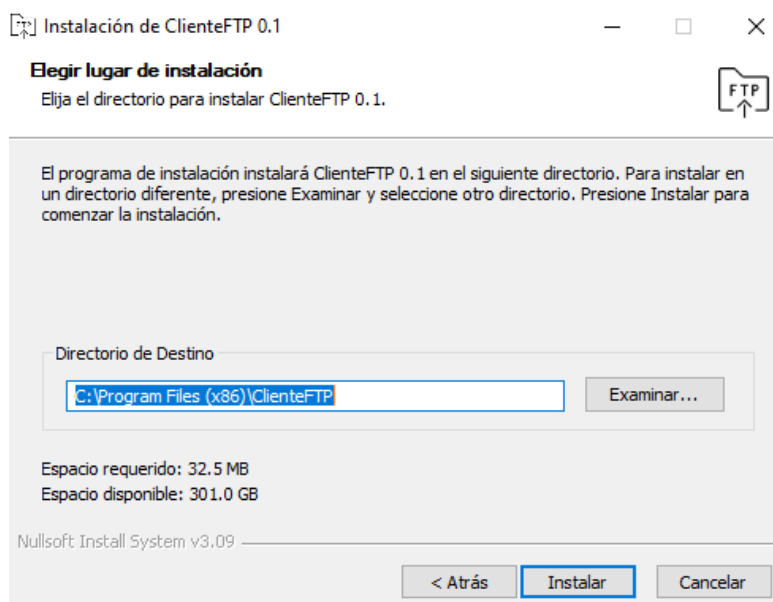 Instalación de ClienteFTP 0.1
Elegir lugar de instalación
Elija el directorio para instalar ClienteFTP 0.1.
FTP
El programa de instalación instalará ClienteFTP 0.1 en el siguiente directorio. Para instalar en
un directorio diferente, presione Examinar y seleccione otro directorio. Presione Instalar para
comenzar la instalación.
Directorio de Destino
C:\Program Files (x86)\ClienteFTP
Examinar...
Espacio requerido: 32.5 MB
Espacio disponible: 301.0 GB
Nullsoft Install System v3.09
< Atrás
Instalar
Cancelar